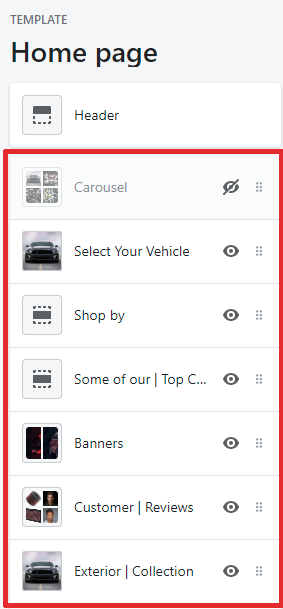 TEMPLATE
Home page
Header
Carousel
Select Your Vehicle
Shop by
Some of our | Top C...
Banners
Customer | Reviews
Exterior | Collection